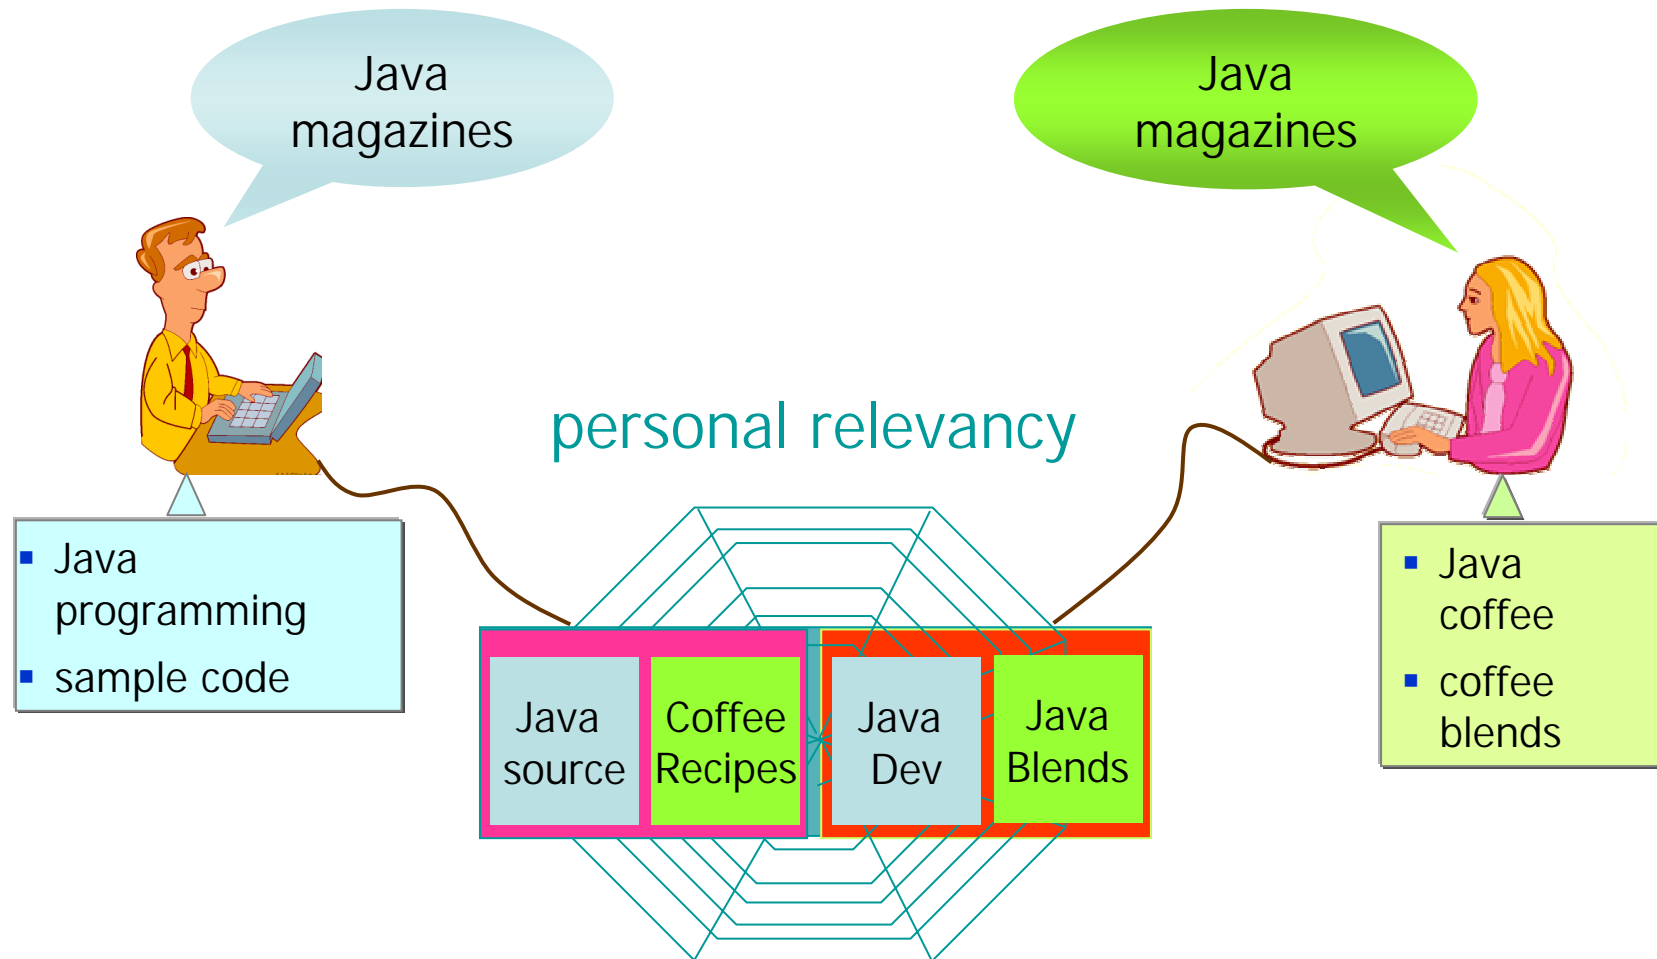 Java
magazines
Java
magazines
personal relevancy
Java
programming
sample code
Java
coffee
coffee
blends
Java
source
Coffee
Recipes
Java
Dev
Java
Blends